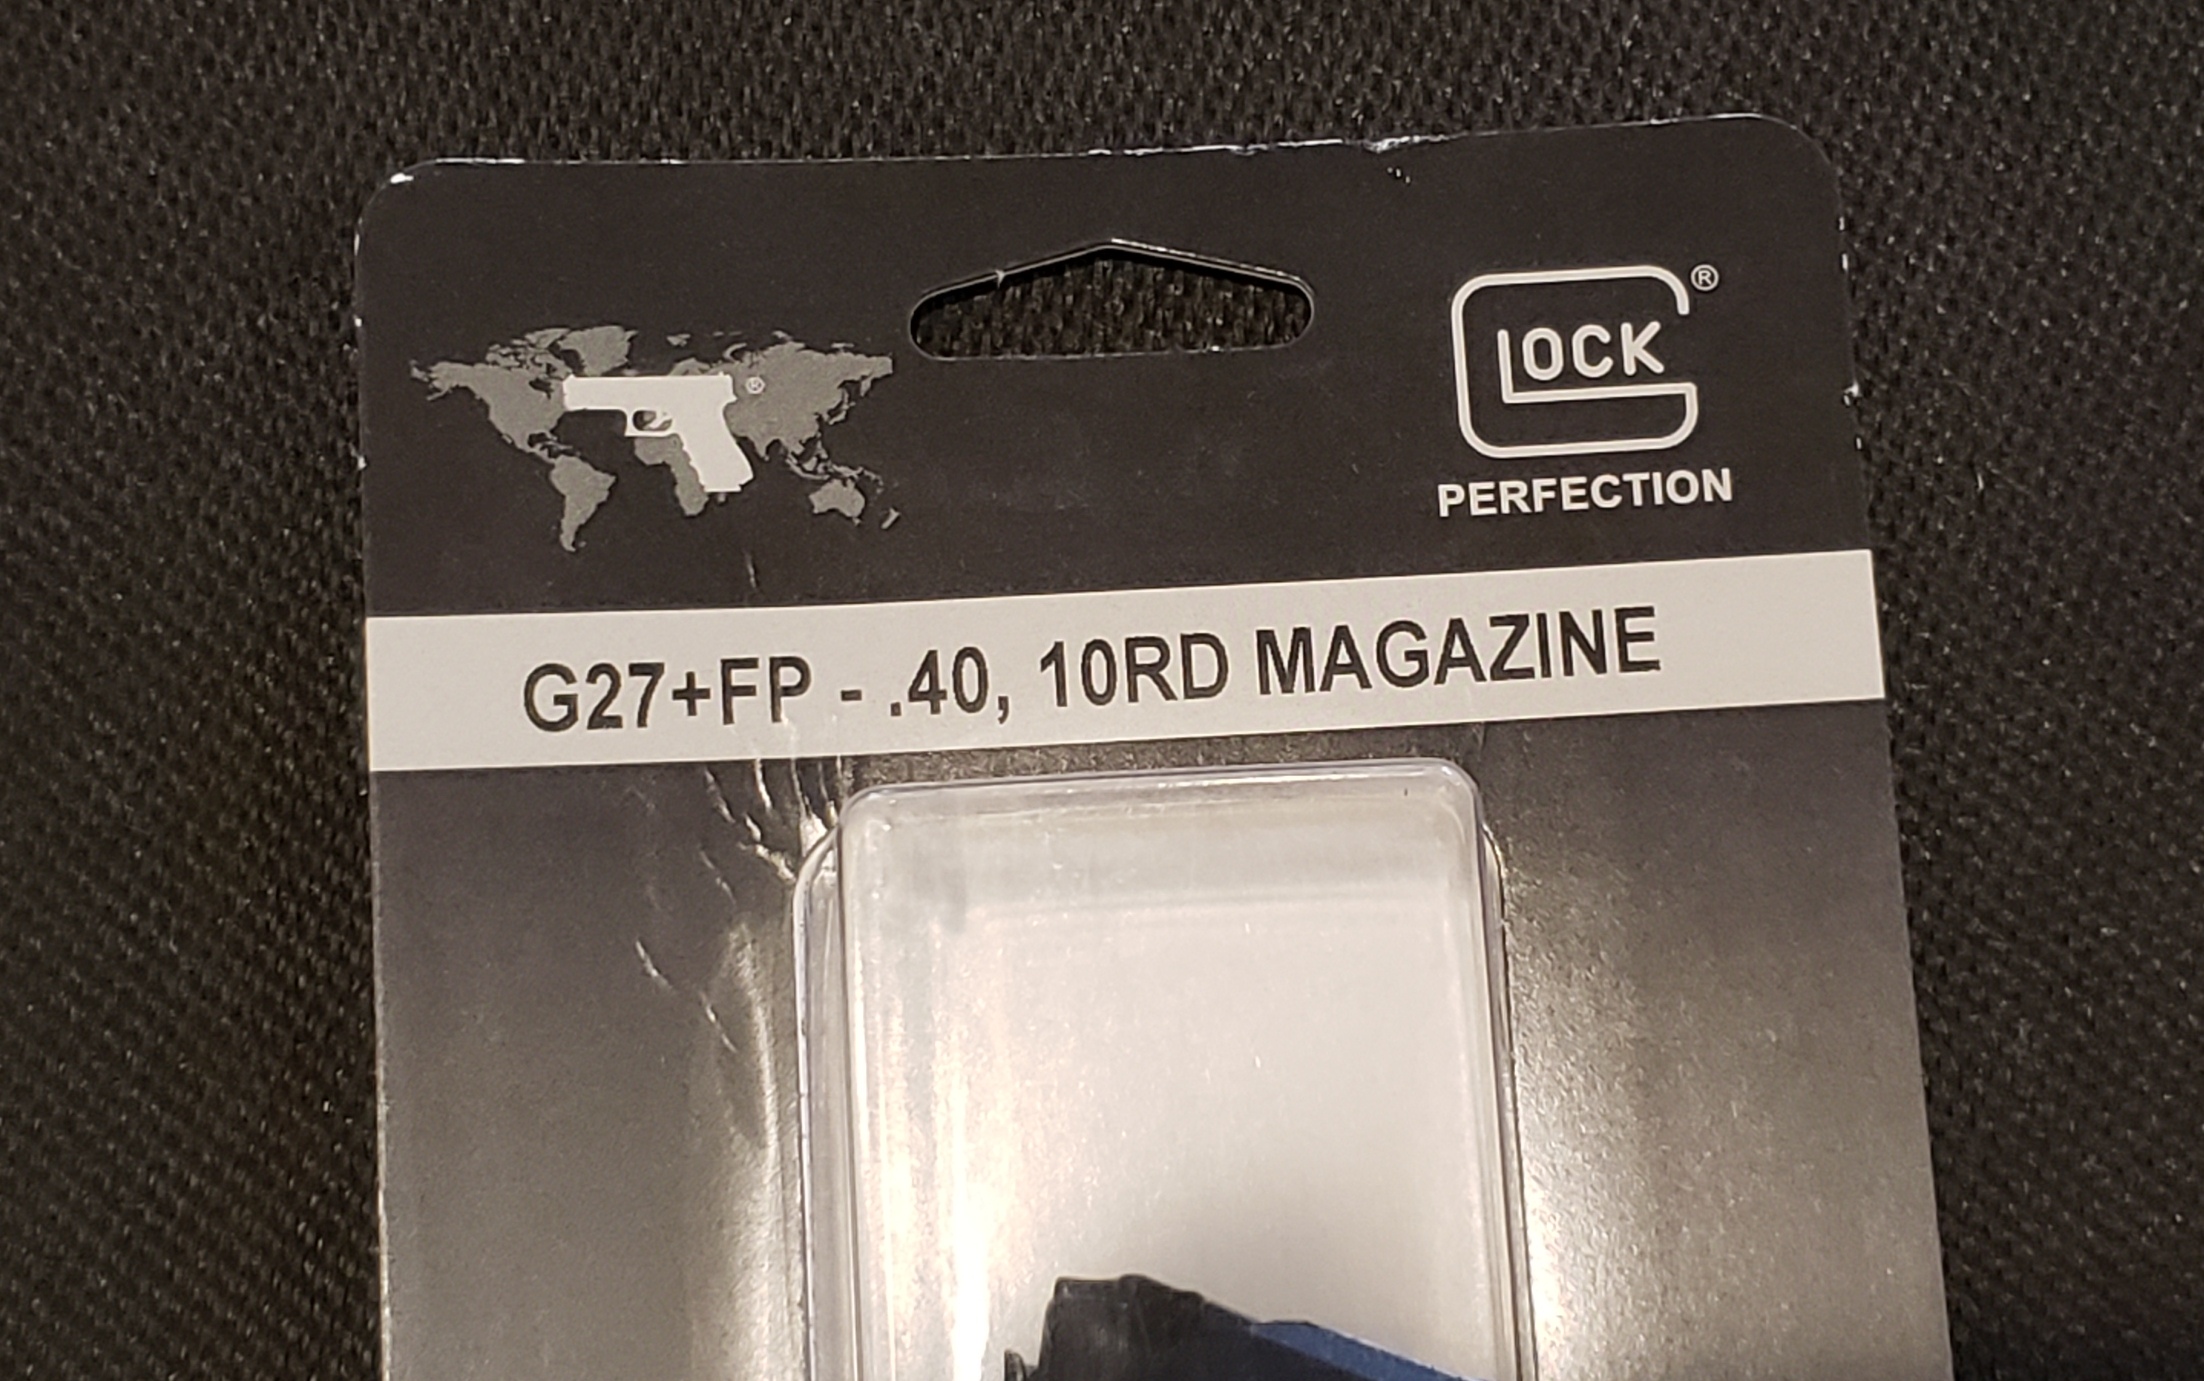 GLOCK®
PERFECTION
®
G27+FP - .40, 10RD MAGAZINE